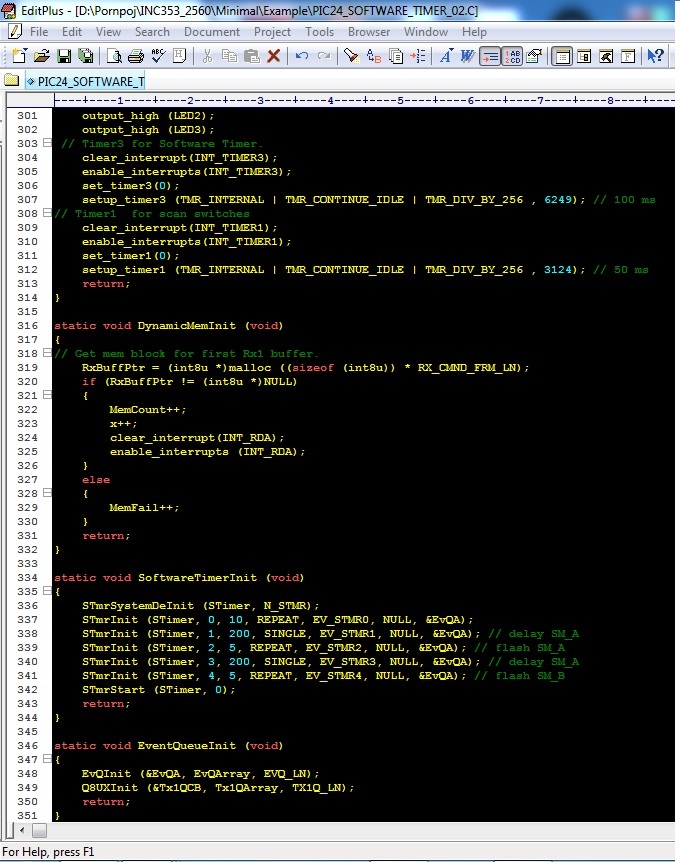 EditPlus - [D:\Pornpoj\INC353_2560\Minimal\Example\PIC24_SOFTWARE_TIMER_02.C]
File Edit View Search Document Project Tools Browser Window Help
PIC24_SOFTWARE_T
----+----1----+----2----+----3----+----4----+----5----+----6----+----7----+----8----+--
301 output_high (LED2);
302 output_high (LED3);
303 // Timer3 for Software Timer.
304 clear_interrupt(INT_TIMER3);
305 enable_interrupts(INT_TIMER3);
306 set_timer3(0);
307 setup_timer3 (TMR_INTERNAL | TMR_CONTINUE_IDLE | TMR_DIV_BY_256 , 6249); // 100 ms
308 // Timer1  for scan switches
309 clear_interrupt(INT_TIMER1);
310 enable_interrupts(INT_TIMER1);
311 set_timer1(0);
312 setup_timer1 (TMR_INTERNAL | TMR_CONTINUE_IDLE | TMR_DIV_BY_256 , 3124); // 50 ms
313 return;
314 }
315
316 static void DynamicMemInit (void)
317 {
318 // Get mem block for first Rx1 buffer.
319 RxBuffPtr = (int8u *)malloc ((sizeof (int8u)) * RX_CMND_FRM_LN);
320 if (RxBuffPtr != (int8u *)NULL)
321 {
322 MemCount++;
323 x++;
324 clear_interrupt(INT_RDA);
325 enable_interrupts (INT_RDA);
326 }
327 else
328 {
329 MemFail++;
330 }
331 return;
332 }
333
334 static void SoftwareTimerInit (void)
335 {
336 STmrSystemDeInit (STimer, N_STMR);
337 STmrInit (STimer, 0, 10, REPEAT, EV_STMR0, NULL, &EvQA);
338 STmrInit (STimer, 1, 200, SINGLE, EV_STMR1, NULL, &EvQA); // delay SM_A
339 STmrInit (STimer, 2, 5, REPEAT, EV_STMR2, NULL, &EvQA); // flash SM_A
340 STmrInit (STimer, 3, 200, SINGLE, EV_STMR3, NULL, &EvQA); // delay SM_A
341 STmrInit (STimer, 4, 5, REPEAT, EV_STMR4, NULL, &EvQA); // flash SM_B
342 STmrStart (STimer, 0);
343 return;
344 }
345
346 static void EventQueueInit (void)
347 {
348 EvQInit (&EvQA, EvQArray, EVQ_LN);
349 Q8UXInit (&Tx1QCB, Tx1QArray, TX1Q_LN);
350 return;
351 }
For Help, press F1